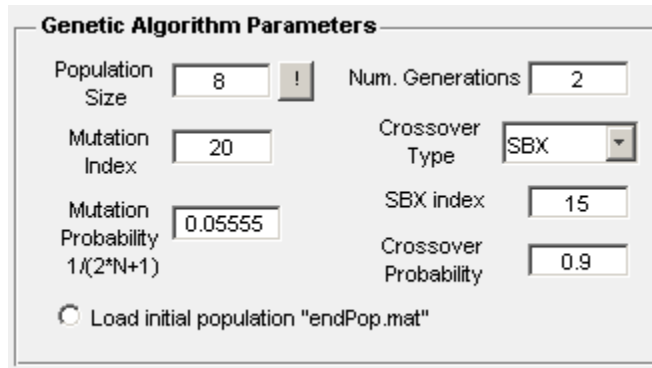 Genetic Algorithm Parameters
Population
Size
8
!
Num. Generations
2
Mutation
Index
20
Crossover
Type
SBX
Mutation
Probability
1/(2*N+1)
0.05555
SBX index
15
Crossover
Probability
0.9
Load initial population "endPop.mat"